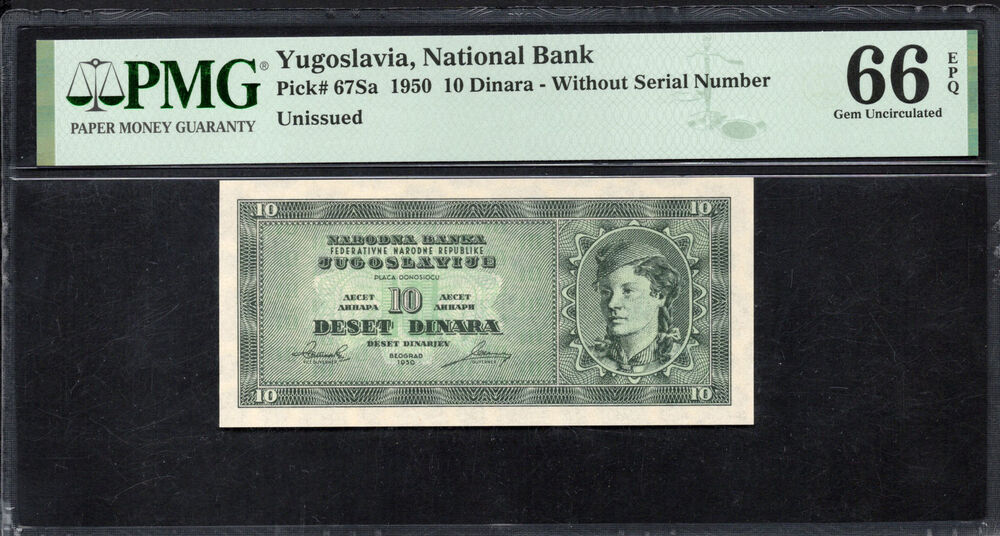 PMG®
PAPER MONEY GUARANTY
Yugoslavia, National Bank
Pick# 67Sa 1950 10 Dinara - Without Serial Number
Unissued
66 EPQ
Gem Uncirculated
10 10
NARODNA BANKA
FEDERATIVNE NARODNE REPUBLIKE
JUGOSLAVIJE
PLAĆA DONOSIOCU
ДЕСЕТ 10 ДЕСЕТ
ДИНАРА ДИНАРИ
DESET DINARA
DESET DINARJEV
BEOGRAD
1950
10 10